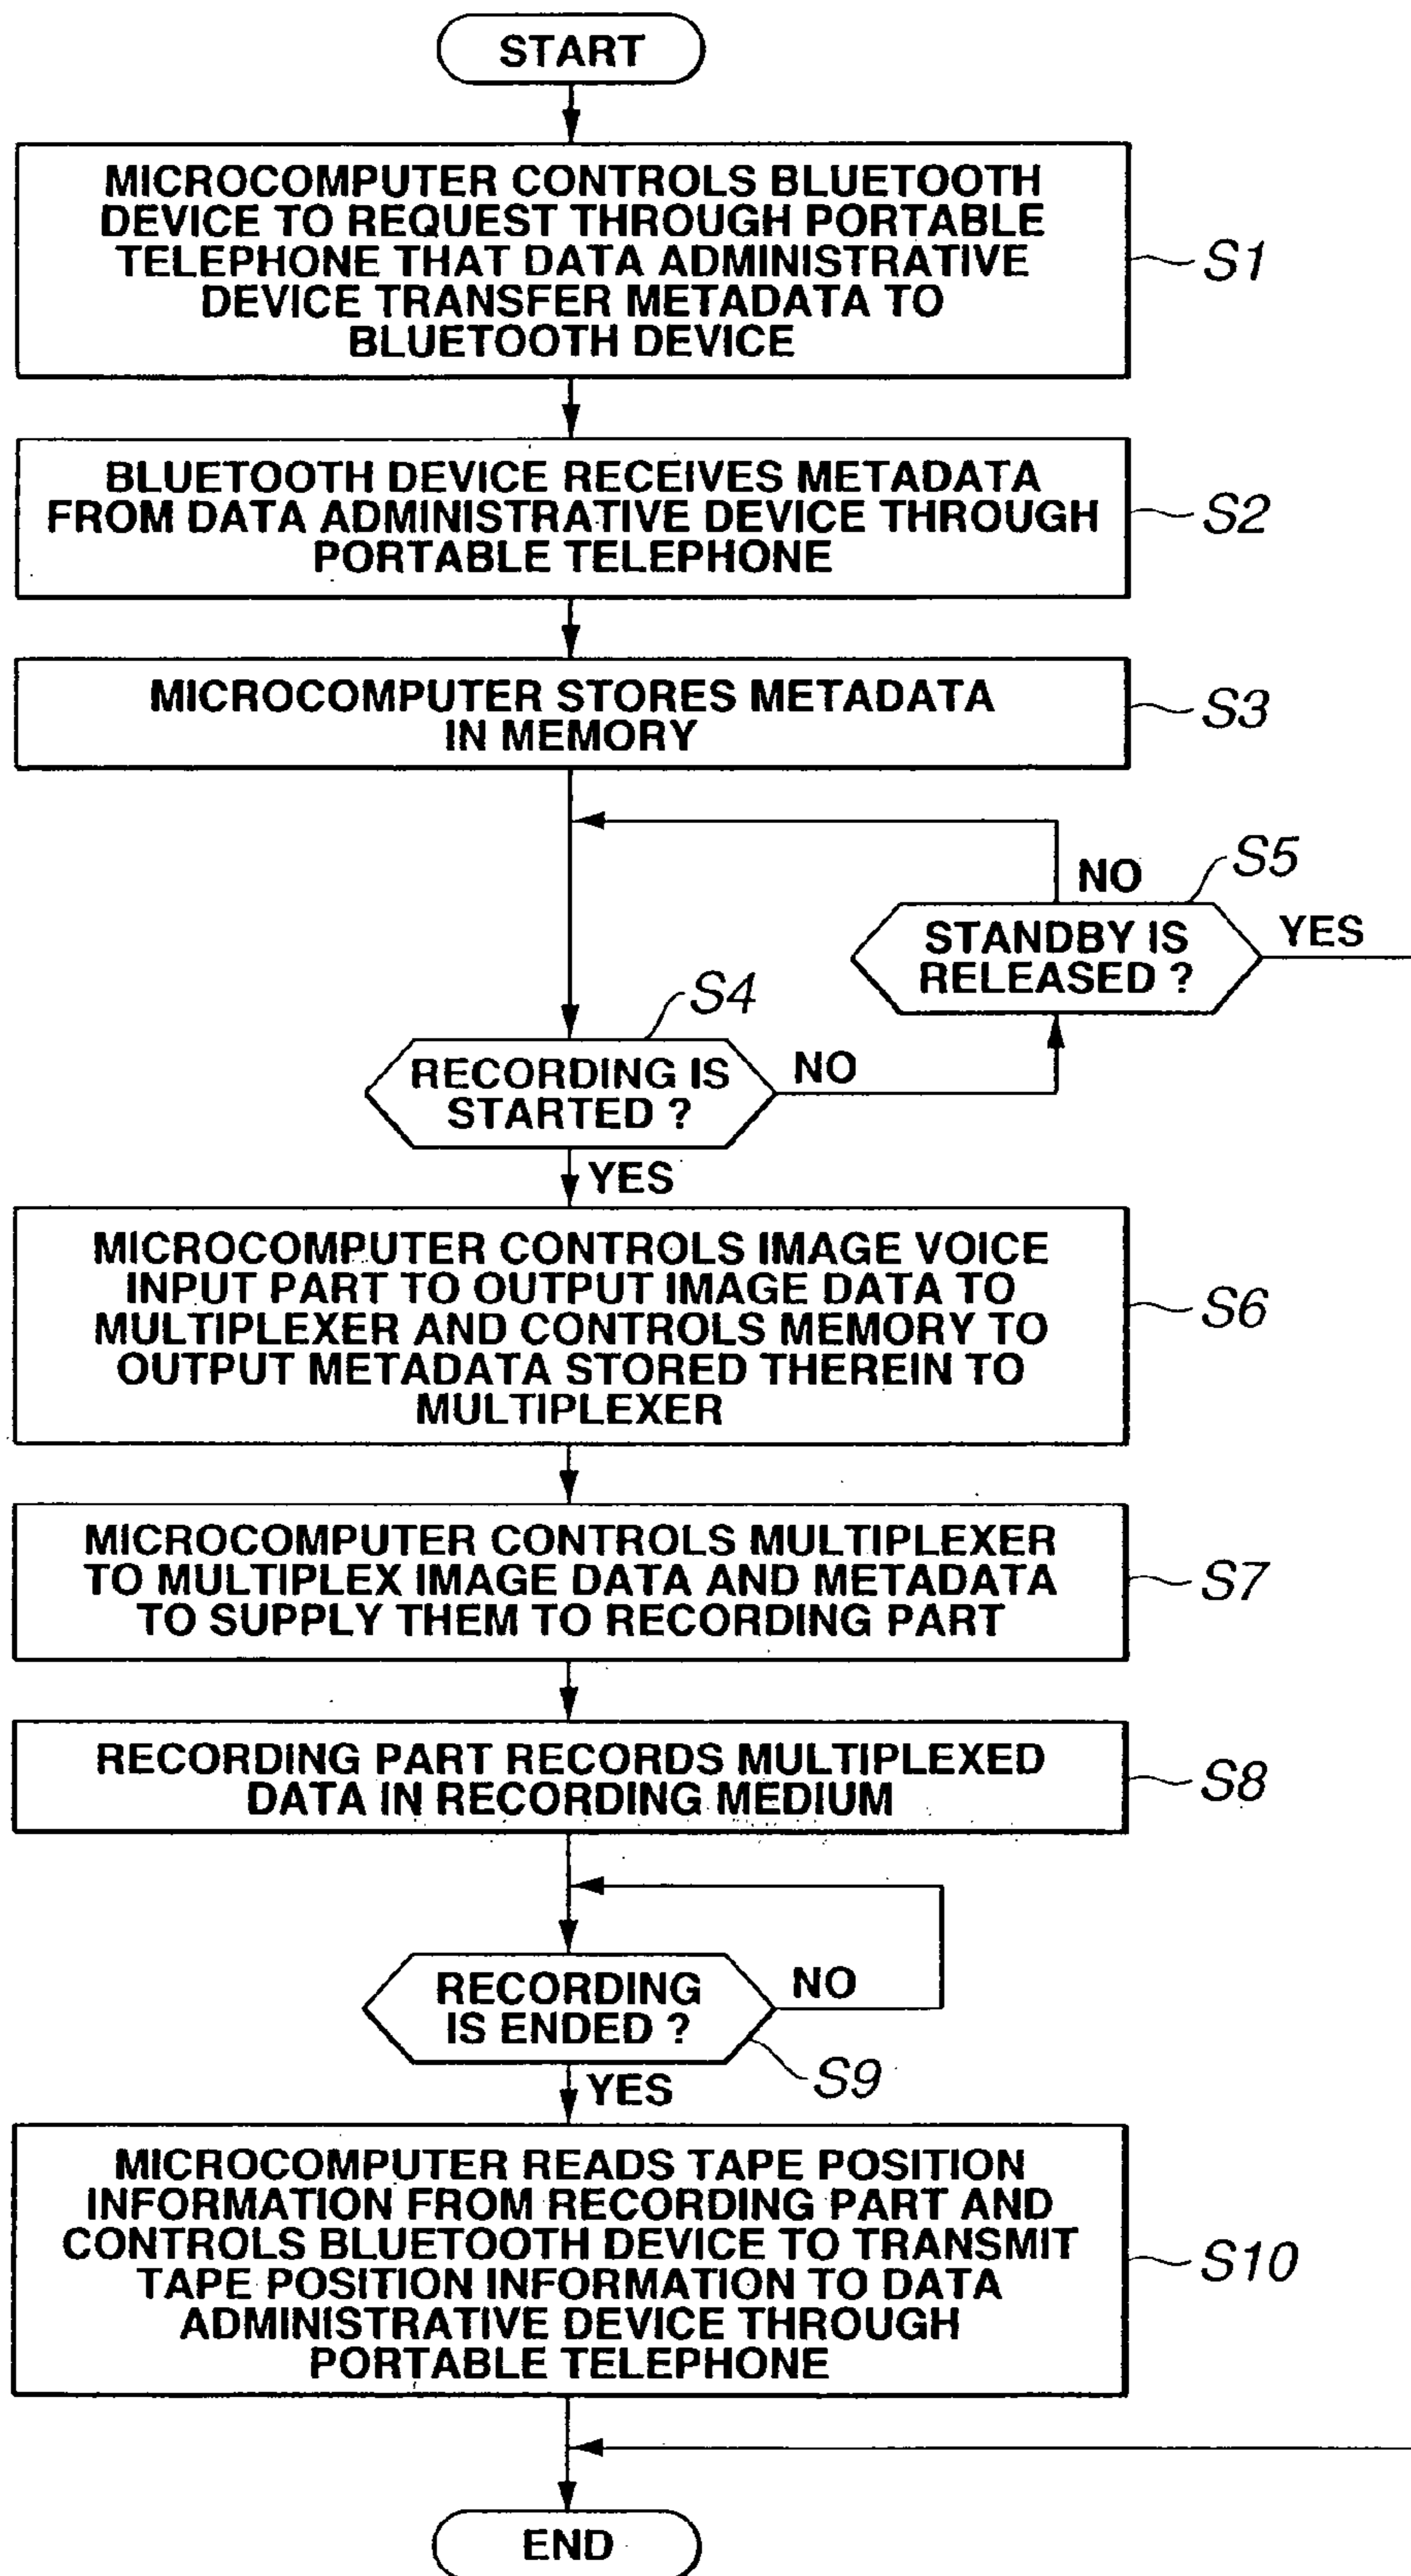 START
MICROCOMPUTER CONTROLS BLUETOOTH
DEVICE TO REQUEST THROUGH PORTABLE
TELEPHONE THAT DATA ADMINISTRATIVE
DEVICE TRANSFER METADATA TO
BLUETOOTH DEVICE
S1
BLUETOOTH DEVICE RECEIVES METADATA
FROM DATA ADMINISTRATIVE DEVICE THROUGH
PORTABLE TELEPHONE
S2
MICROCOMPUTER STORES METADATA
IN MEMORY
S3
S5
NO
STANDBY IS
RELEASED ?
YES
S4
RECORDING IS
STARTED ?
NO
YES
MICROCOMPUTER CONTROLS IMAGE VOICE
INPUT PART TO OUTPUT IMAGE DATA TO
MULTIPLEXER AND CONTROLS MEMORY TO
OUTPUT METADATA STORED THEREIN TO
MULTIPLEXER
S6
MICROCOMPUTER CONTROLS MULTIPLEXER
TO MULTIPLEX IMAGE DATA AND METADATA
TO SUPPLY THEM TO RECORDING PART
S7
RECORDING PART RECORDS MULTIPLEXED
DATA IN RECORDING MEDIUM
S8
RECORDING
IS ENDED ?
NO
S9
YES
MICROCOMPUTER READS TAPE POSITION
INFORMATION FROM RECORDING PART AND
CONTROLS BLUETOOTH DEVICE TO TRANSMIT
TAPE POSITION INFORMATION TO DATA
ADMINISTRATIVE DEVICE THROUGH
PORTABLE TELEPHONE
S10
END